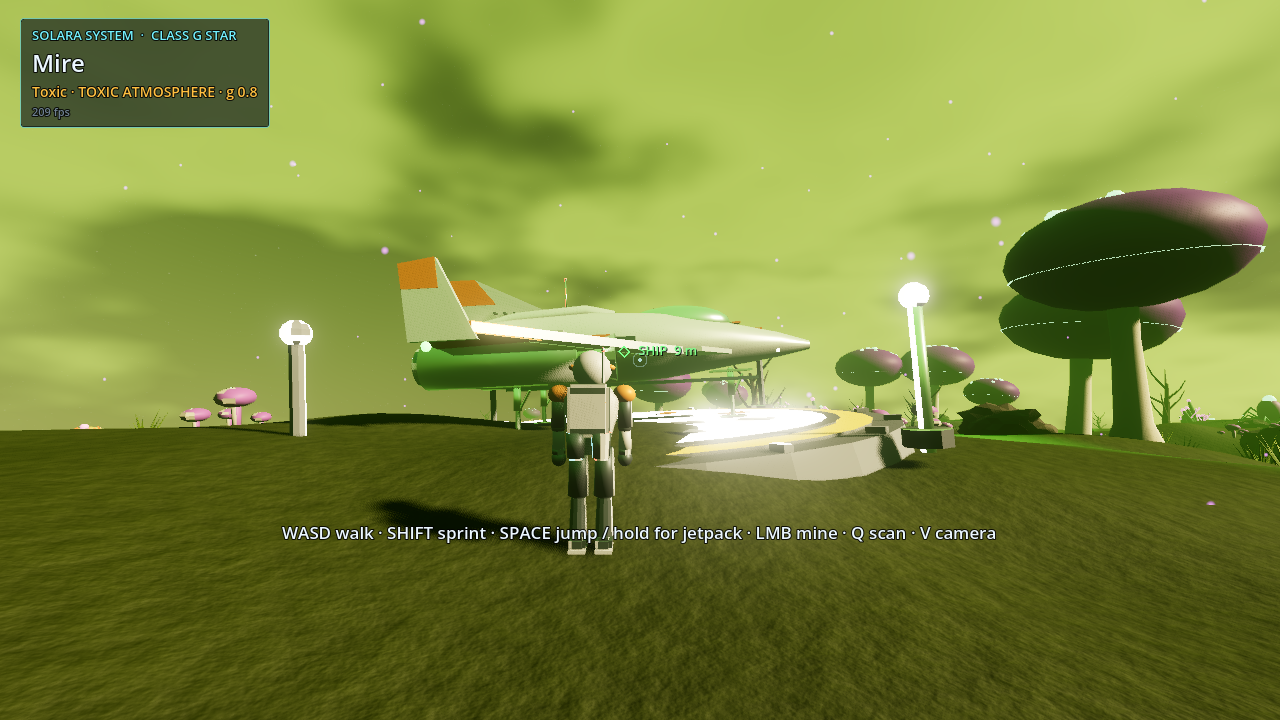 SOLARA SYSTEM · CLASS G STAR
Mire
Toxic · TOXIC ATMOSPHERE · g 0.8
209 fps
SHIP 9 m
WASD walk · SHIFT sprint · SPACE jump / hold for jetpack · LMB mine · Q scan · V camera